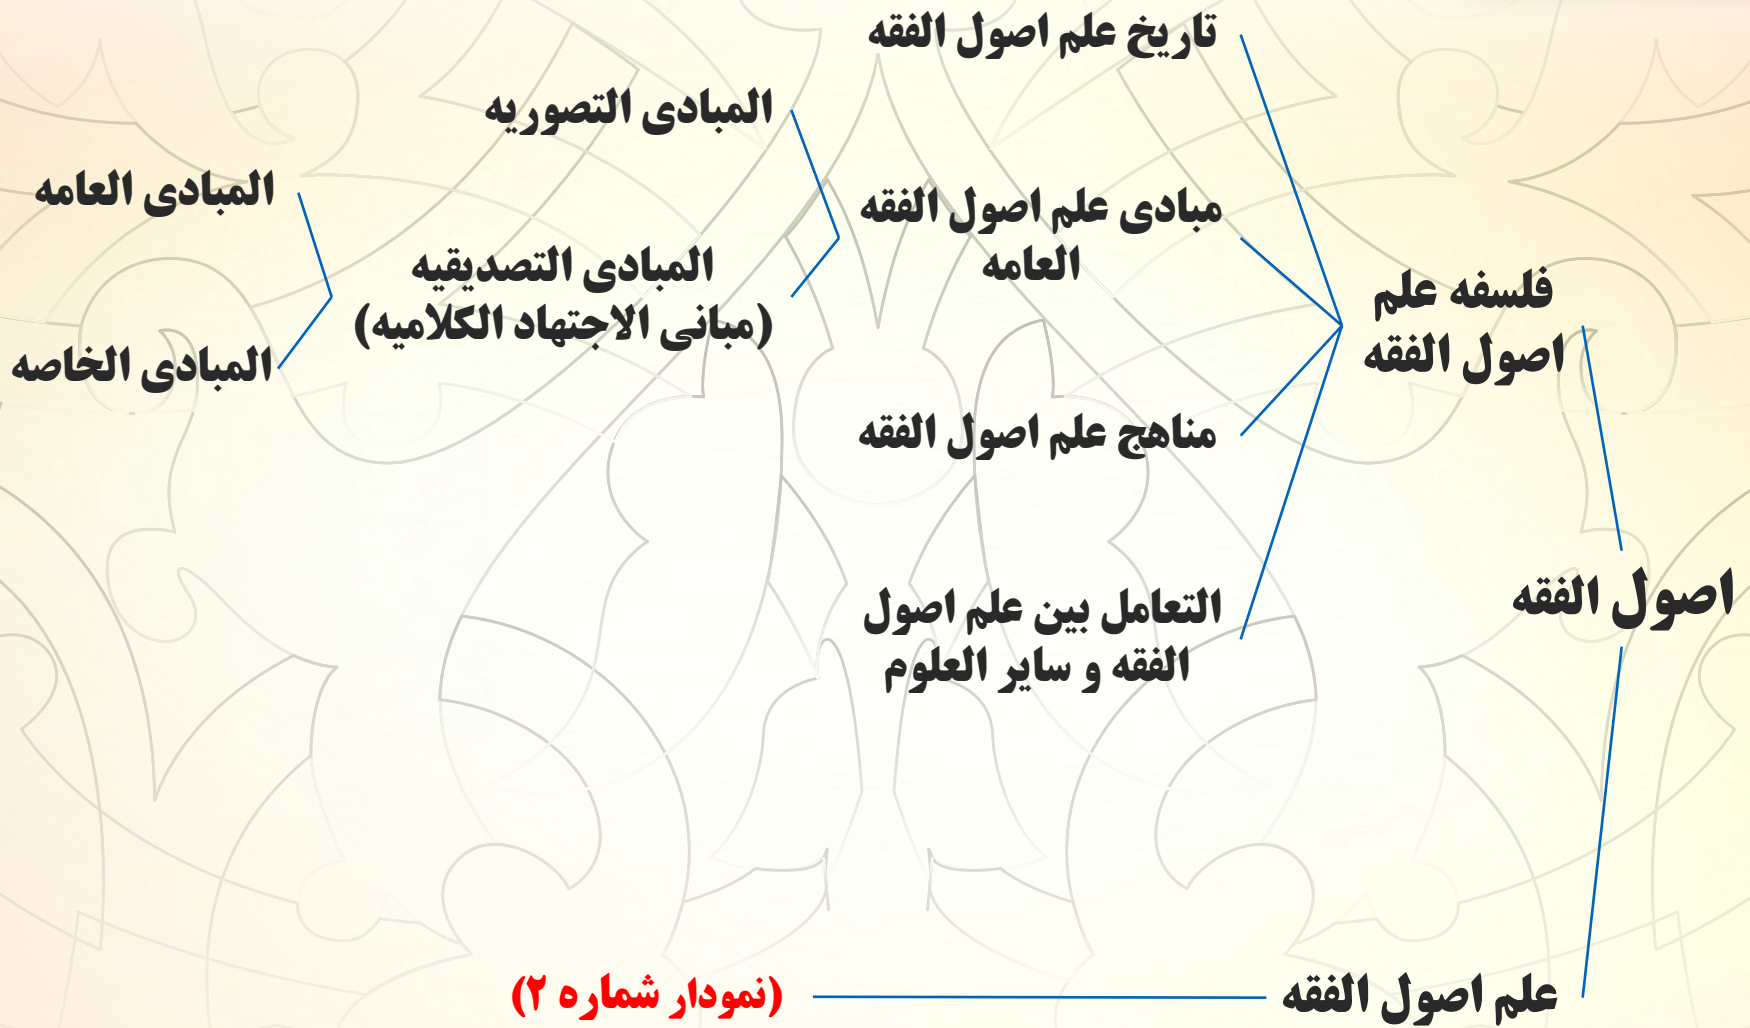 اصول الفقه
فلسفه علم
اصول الفقه
تاریخ علم اصول الفقه
مبادی علم اصول الفقه
العامه
المبادی التصوریه
المبادی التصدیقیه
(مبانی الاجتهاد الکلامیه)
المبادی العامه
المبادی الخاصه
مناهج علم اصول الفقه
التعامل بین علم اصول
الفقه و سایر العلوم
علم اصول الفقه
(نمودار شماره ۲)